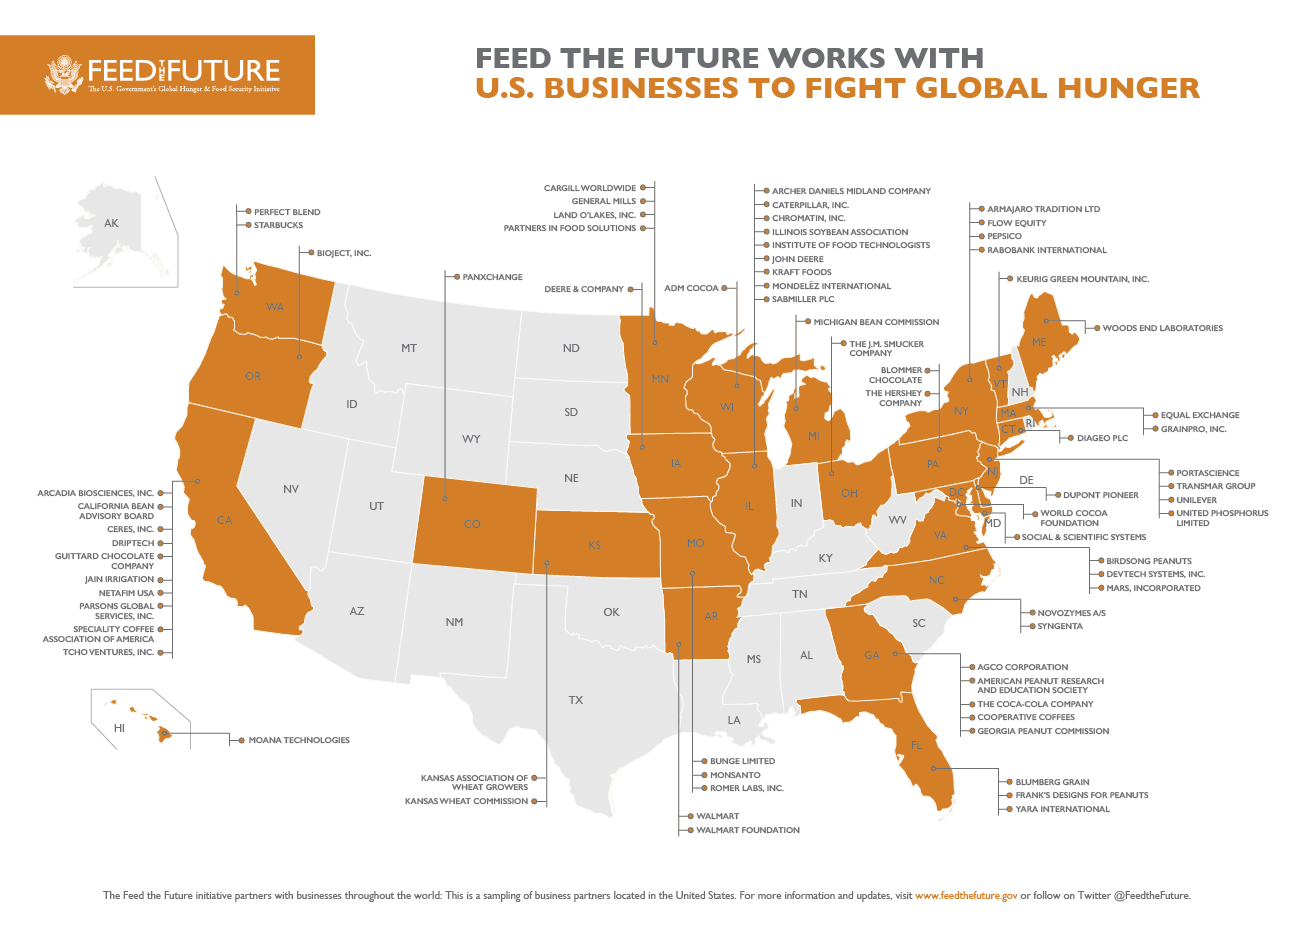 FEED THE FUTURE
The U.S. Government's Global Hunger & Food Security Initiative
FEED THE FUTURE WORKS WITH
U.S. BUSINESSES TO FIGHT GLOBAL HUNGER
AK
PERFECT BLEND
STARBUCKS
BIOJECT, INC.
PANXCHANGE
CARGILL WORLDWIDE
GENERAL MILLS
LAND O'LAKES, INC.
PARTNERS IN FOOD SOLUTIONS
DEERE & COMPANY
ADM COCOA
ARCHER DANIELS MIDLAND COMPANY
CATERPILLAR, INC.
CHROMATIN, INC.
ILLINOIS SOYBEAN ASSOCIATION
INSTITUTE OF FOOD TECHNOLOGISTS
JOHN DEERE
KRAFT FOODS
MONDELĒZ INTERNATIONAL
SABMILLER PLC
MICHIGAN BEAN COMMISSION
THE J.M. SMUCKER
COMPANY
BLOMMER
CHOCOLATE
THE HERSHEY
COMPANY
ARMAJARO TRADITION LTD
FLOW EQUITY
PEPSICO
RABOBANK INTERNATIONAL
KEURIG GREEN MOUNTAIN, INC.
WOODS END LABORATORIES
EQUAL EXCHANGE
GRAINPRO, INC.
DIAGEO PLC
PORTASCIENCE
TRANSMAR GROUP
UNILEVER
UNITED PHOSPHORUS
LIMITED
DUPONT PIONEER
WORLD COCOA
FOUNDATION
SOCIAL & SCIENTIFIC SYSTEMS
BIRDSONG PEANUTS
DEVTECH SYSTEMS, INC.
MARS, INCORPORATED
NOVOZYMES A/S
SYNGENTA
AGCO CORPORATION
AMERICAN PEANUT RESEARCH
AND EDUCATION SOCIETY
THE COCA-COLA COMPANY
COOPERATIVE COFFEES
GEORGIA PEANUT COMMISSION
BLUMBERG GRAIN
FRANK'S DESIGNS FOR PEANUTS
YARA INTERNATIONAL
WA
OR
CA
MT
ID
NV
UT
WY
CO
AZ
NM
ND
SD
NE
KS
OK
TX
MN
IA
MO
AR
LA
WI
IL
MI
IN
OH
KY
TN
MS
AL
GA
FL
SC
NC
VA
WV
PA
NY
VT
NH
ME
MA
RI
CT
NJ
DE
DC
MD
ARCADIA BIOSCIENCES, INC.
CALIFORNIA BEAN
ADVISORY BOARD
CERES, INC.
DRIPTECH
GUITTARD CHOCOLATE
COMPANY
JAIN IRRIGATION
NETAFIM USA
PARSONS GLOBAL
SERVICES, INC.
SPECIALITY COFFEE
ASSOCIATION OF AMERICA
TCHO VENTURES, INC.
HI
MOANA TECHNOLOGIES
KANSAS ASSOCIATION OF
WHEAT GROWERS
KANSAS WHEAT COMMISSION
BUNGE LIMITED
MONSANTO
ROMER LABS, INC.
WALMART
WALMART FOUNDATION
The Feed the Future initiative partners with businesses throughout the world: This is a sampling of business partners located in the United States. For more information and updates, visit www.feedthefuture.gov or follow on Twitter @FeedtheFuture.